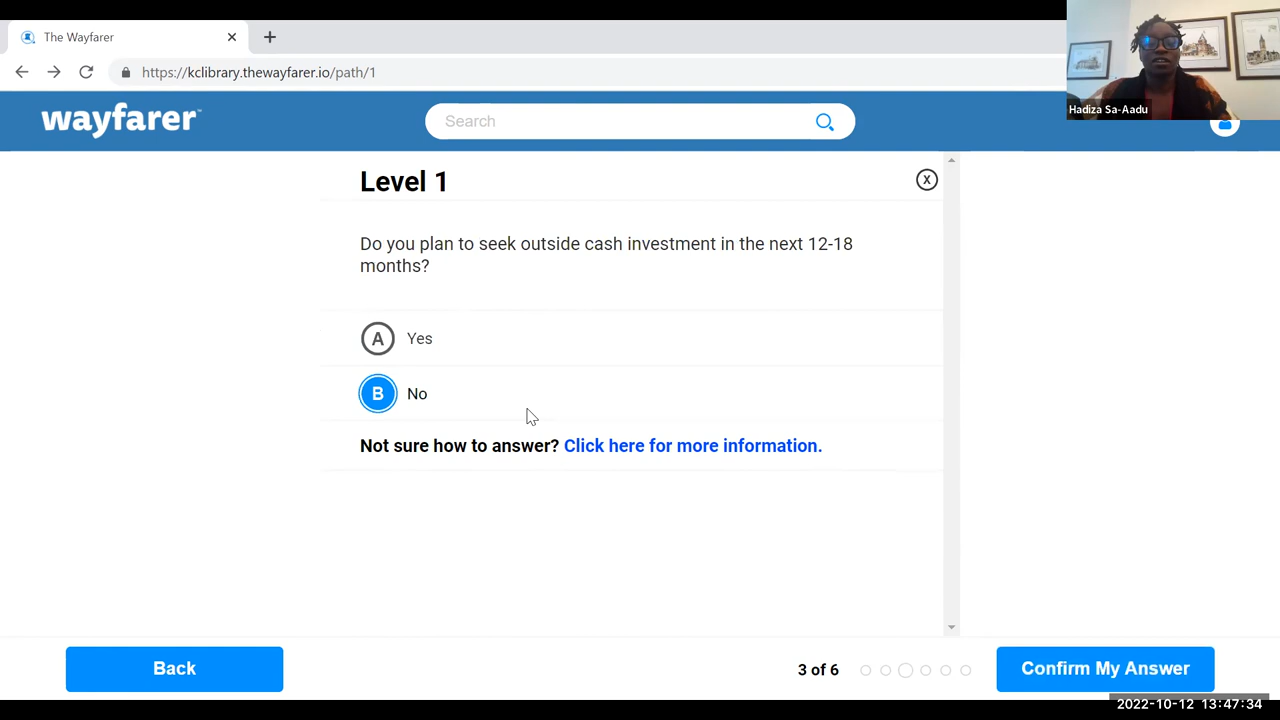 The Wayfarer
https://kclibrary.thewayfarer.io/path/1
Hadiza Sa-Aadu
wayfarer™
Search
Level 1
X
Do you plan to seek outside cash investment in the next 12-18
months?
A Yes
B No
Not sure how to answer? Click here for more information.
Back
3 of 6
Confirm My Answer
2022-10-12 13:47:34